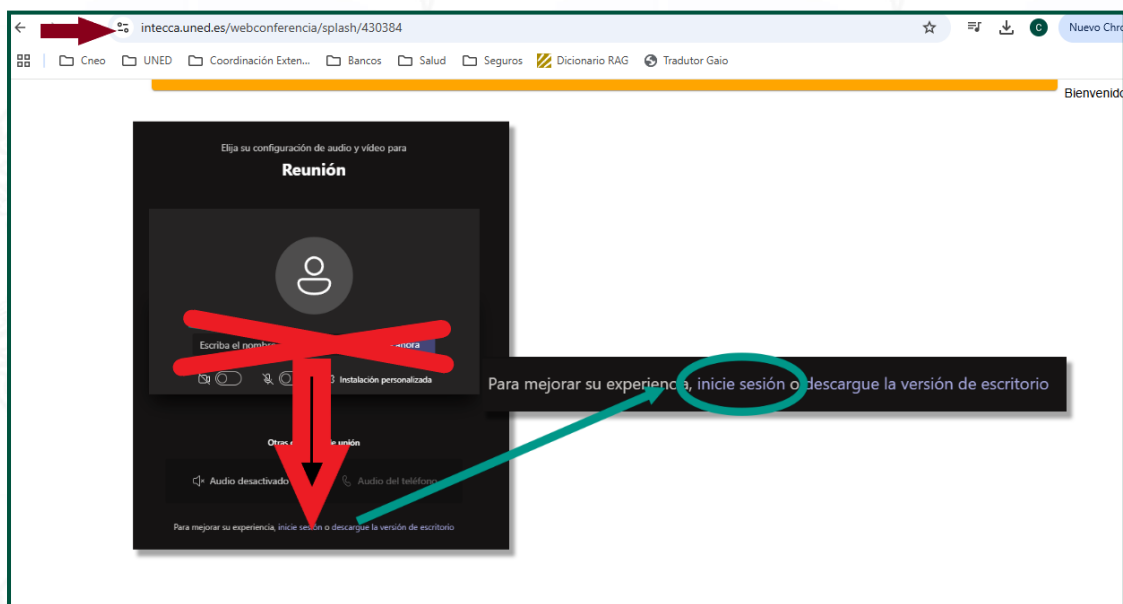 intecca.uned.es/webconferencia/splash/430384
C
Nuevo Chro
Cneo UNED Coordinación Exten... Bancos Salud Seguros Dicionario RAG Tradutor Gaio
Bienvenido
Elija su configuración de audio y vídeo para
Reunión
Escriba el nombre ahora
Instalación personalizada
Para mejorar su experiencia, inicie sesión o descargue la versión de escritorio
Otras de unión
Audio desactivado Audio del teléfono
Para mejorar su experiencia, inicie sesión o descargue la versión de escritorio